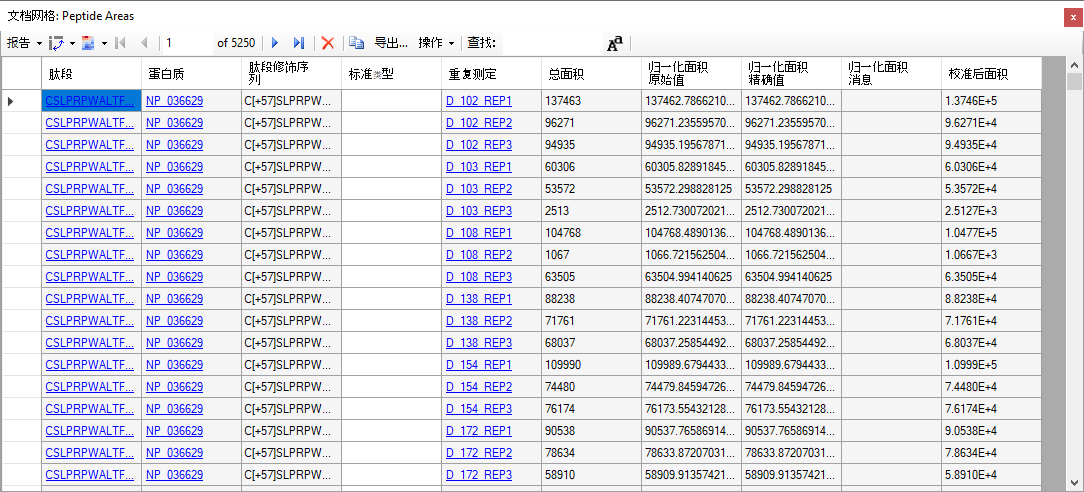 文档网格: Peptide Areas
报告 1 of 5250 导出... 操作 查找:
肽段 蛋白质 肽段修饰序列 标准类型 重复测定 总面积 归一化面积原始值 归一化面积精确值 归一化面积消息 校准后面积
CSLPRPWALTF... NP_036629 C[+57]SLPRPW... D_102_REP1 137463 137462.7866210... 137462.7866210... 1.3746E+5
CSLPRPWALTF... NP_036629 C[+57]SLPRPW... D_102_REP2 96271 96271.23559570... 96271.23559570... 9.6271E+4
CSLPRPWALTF... NP_036629 C[+57]SLPRPW... D_102_REP3 94935 94935.19567871... 94935.19567871... 9.4935E+4
CSLPRPWALTF... NP_036629 C[+57]SLPRPW... D_103_REP1 60306 60305.82891845... 60305.82891845... 6.0306E+4
CSLPRPWALTF... NP_036629 C[+57]SLPRPW... D_103_REP2 53572 53572.298828125 53572.298828125 5.3572E+4
CSLPRPWALTF... NP_036629 C[+57]SLPRPW... D_103_REP3 2513 2512.730072021... 2512.730072021... 2.5127E+3
CSLPRPWALTF... NP_036629 C[+57]SLPRPW... D_108_REP1 104768 104768.4890136... 104768.4890136... 1.0477E+5
CSLPRPWALTF... NP_036629 C[+57]SLPRPW... D_108_REP2 1067 1066.721562504... 1066.721562504... 1.0667E+3
CSLPRPWALTF... NP_036629 C[+57]SLPRPW... D_108_REP3 63505 63504.994140625 63504.994140625 6.3505E+4
CSLPRPWALTF... NP_036629 C[+57]SLPRPW... D_138_REP1 88238 88238.40747070... 88238.40747070... 8.8238E+4
CSLPRPWALTF... NP_036629 C[+57]SLPRPW... D_138_REP2 71761 71761.22314453... 71761.22314453... 7.1761E+4
CSLPRPWALTF... NP_036629 C[+57]SLPRPW... D_138_REP3 68037 68037.25854492... 68037.25854492... 6.8037E+4
CSLPRPWALTF... NP_036629 C[+57]SLPRPW... D_154_REP1 109990 109989.6794433... 109989.6794433... 1.0999E+5
CSLPRPWALTF... NP_036629 C[+57]SLPRPW... D_154_REP2 74480 74479.84594726... 74479.84594726... 7.4480E+4
CSLPRPWALTF... NP_036629 C[+57]SLPRPW... D_154_REP3 76174 76173.55432128... 76173.55432128... 7.6174E+4
CSLPRPWALTF... NP_036629 C[+57]SLPRPW... D_172_REP1 90538 90537.76586914... 90537.76586914... 9.0538E+4
CSLPRPWALTF... NP_036629 C[+57]SLPRPW... D_172_REP2 78634 78633.87207031... 78633.87207031... 7.8634E+4
CSLPRPWALTF... NP_036629 C[+57]SLPRPW... D_172_REP3 58910 58909.91357421... 58909.91357421... 5.8910E+4